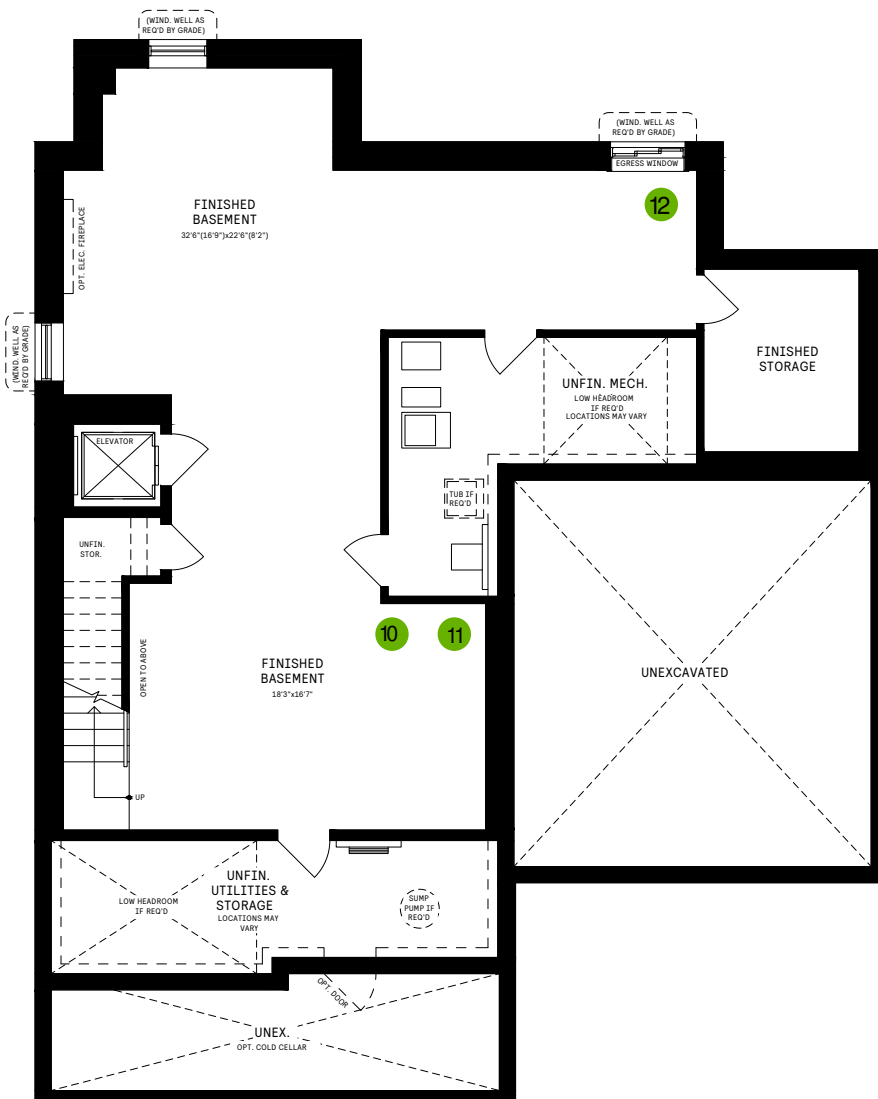 (WIND. WELL AS
REQ'D BY GRADE)
(WIND. WELL AS
REQ'D BY GRADE)
EGRESS WINDOW
12
FINISHED
BASEMENT
32'6"(16'9")x22'6"(8'2")
OPT. ELEC. FIREPLACE
(WIND. WELL AS
REQ'D BY GRADE)
FINISHED
STORAGE
UNFIN. MECH.
LOW HEADROOM
IF REQ'D
LOCATIONS MAY VARY
ELEVATOR
TUB IF
REQ'D
UNFIN.
STOR.
10
11
OPEN TO ABOVE
FINISHED
BASEMENT
18'3"x16'7"
UNEXCAVATED
UP
UNFIN.
UTILITIES &
STORAGE
LOCATIONS MAY
VARY
LOW HEADROOM
IF REQ'D
SUMP
PUMP IF
REQ'D
OPT. DOOR
UNEX.
OPT. COLD CELLAR